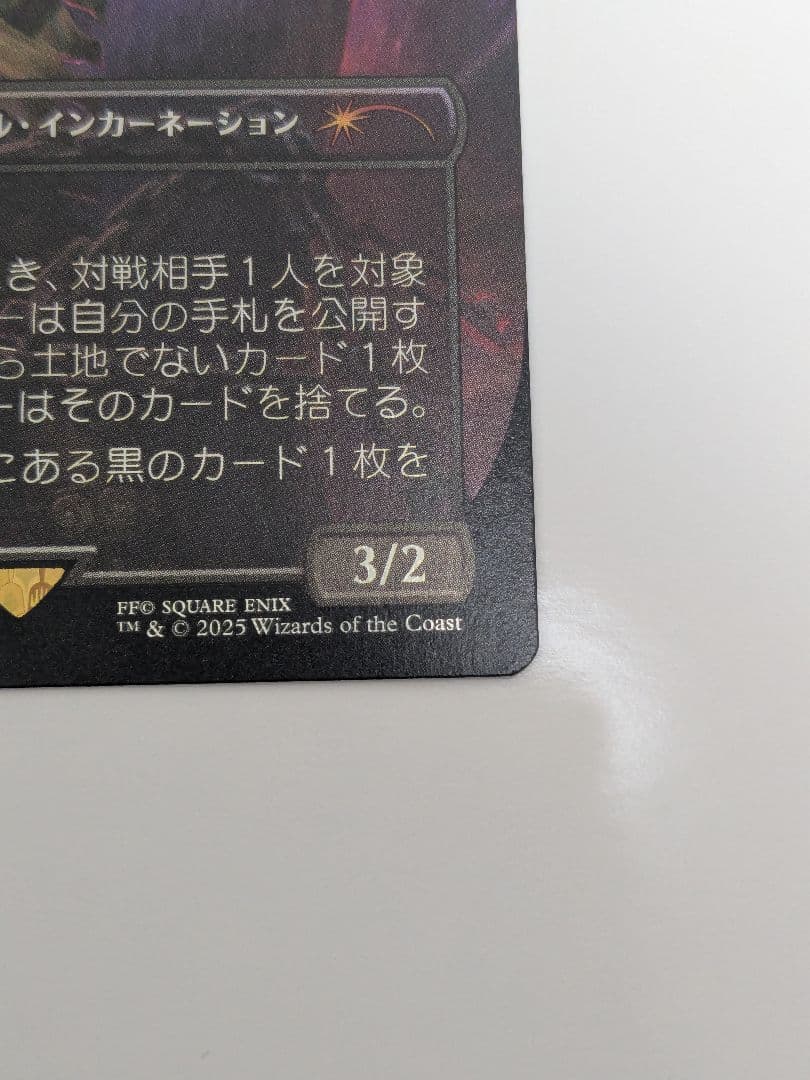 ル・インカーネーション
き、対戦相手1人を対象
ーは自分の手札を公開す
ら土地でないカード1枚
ーはそのカードを捨てる。
にある黒のカード1枚を
3/2
FF© SQUARE ENIX
™ & © 2025 Wizards of the Coast